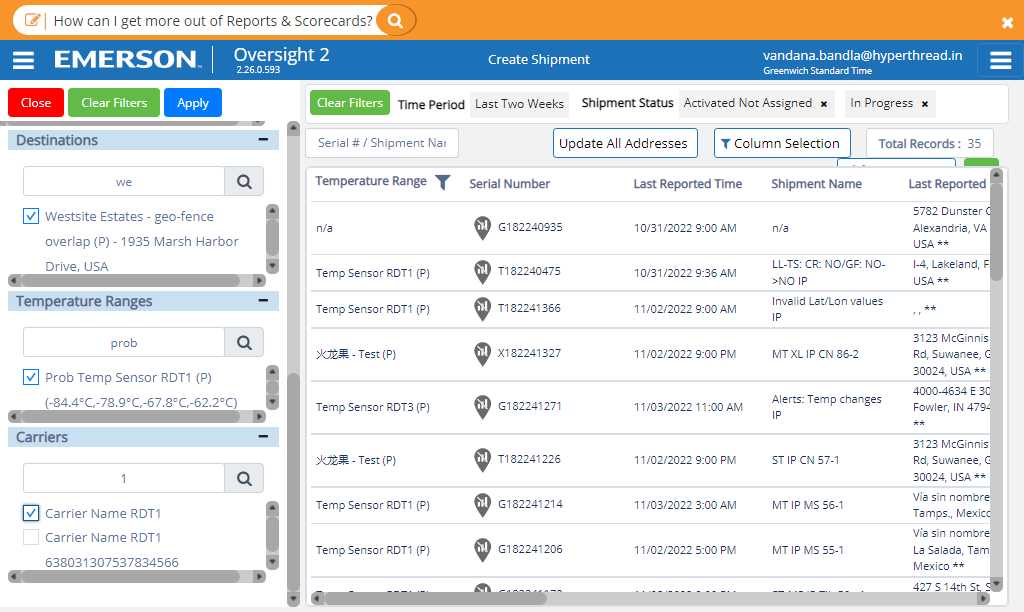 How can I get more out of Reports & Scorecards?
EMERSON
Oversight 2
2.26.0.593
Create Shipment
vandana.bandla@hyperthread.in
Greenwich Standard Time
Close
Clear Filters
Apply
Destinations
we
Westsite Estates - geo-fence
overlap (P) - 1935 Marsh Harbor
Drive, USA
Temperature Ranges
prob
Prob Temp Sensor RDT1 (P)
(-84.4°C,-78.9°C,-67.8°C,-62.2°C)
Carriers
1
Carrier Name RDT1
Carrier Name RDT1
638031307537834566
Clear Filters
Time Period
Last Two Weeks
Shipment Status
Activated Not Assigned ×
In Progress ×
Serial # / Shipment Nar
Update All Addresses
Column Selection
Total Records : 35
Temperature Range Serial Number Last Reported Time Shipment Name Last Reported
n/a G182240935 10/31/2022 9:00 AM n/a
5782 Dunster
Alexandria, VA
USA **
Temp Sensor RDT1 (P) T182240475 10/31/2022 9:36 AM
LL-TS: CR: NO/GF: NO-
>NO IP
I-4, Lakeland, F
USA **
Temp Sensor RDT1 (P) T182241366 11/02/2022 9:00 AM
Invalid Lat/Lon values
IP
, , **
火龙果 - Test (P) X182241327 11/02/2022 9:00 PM MT XL IP CN 86-2
3123 McGinnis
Rd, Suwanee, G
30024, USA **
Temp Sensor RDT3 (P) G182241271 11/03/2022 11:00 AM
Alerts: Temp changes
IP
4000-4634 E 30
Fowler, IN 4794
**
火龙果 - Test (P) T182241226 11/02/2022 9:00 PM ST IP CN 57-1
3123 McGinnis
Rd, Suwanee, G
30024, USA **
Temp Sensor RDT1 (P) G182241214 11/03/2022 3:00 AM MT IP MS 56-1
Vía sin nombre
Tamps., Mexico
Temp Sensor RDT1 (P) G182241206 11/02/2022 5:00 PM MT IP MS 55-1
Vía sin nombre
La Salada, Tam
Mexico **
427 S 14th St, S